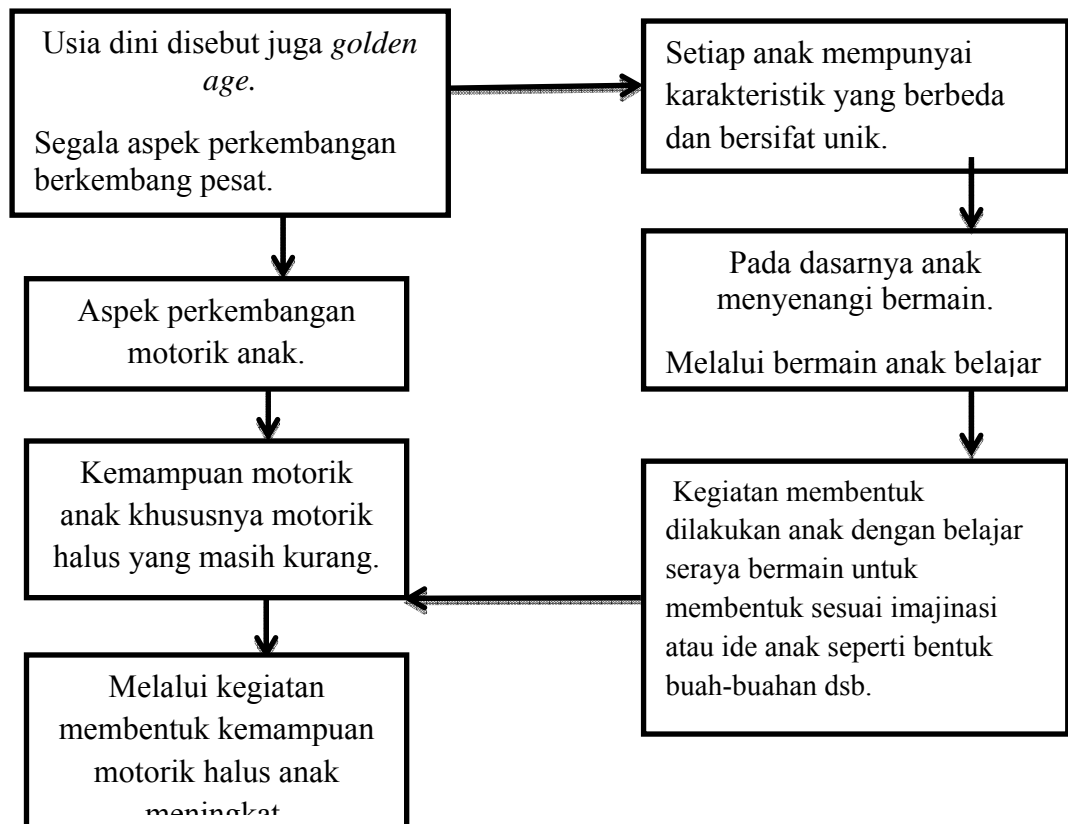 Usia dini disebut juga golden
age.
Segala aspek perkembangan
berkembang pesat.
Setiap anak mempunyai
karakteristik yang berbeda
dan bersifat unik.
Aspek perkembangan
motorik anak.
Pada dasarnya anak
menyenangi bermain.
Melalui bermain anak belajar
Kemampuan motorik
anak khususnya motorik
halus yang masih kurang.
Kegiatan membentuk
dilakukan anak dengan belajar
seraya bermain untuk
membentuk sesuai imajinasi
atau ide anak seperti bentuk
buah-buahan dsb.
Melalui kegiatan
membentuk kemampuan
motorik halus anak
meningkat